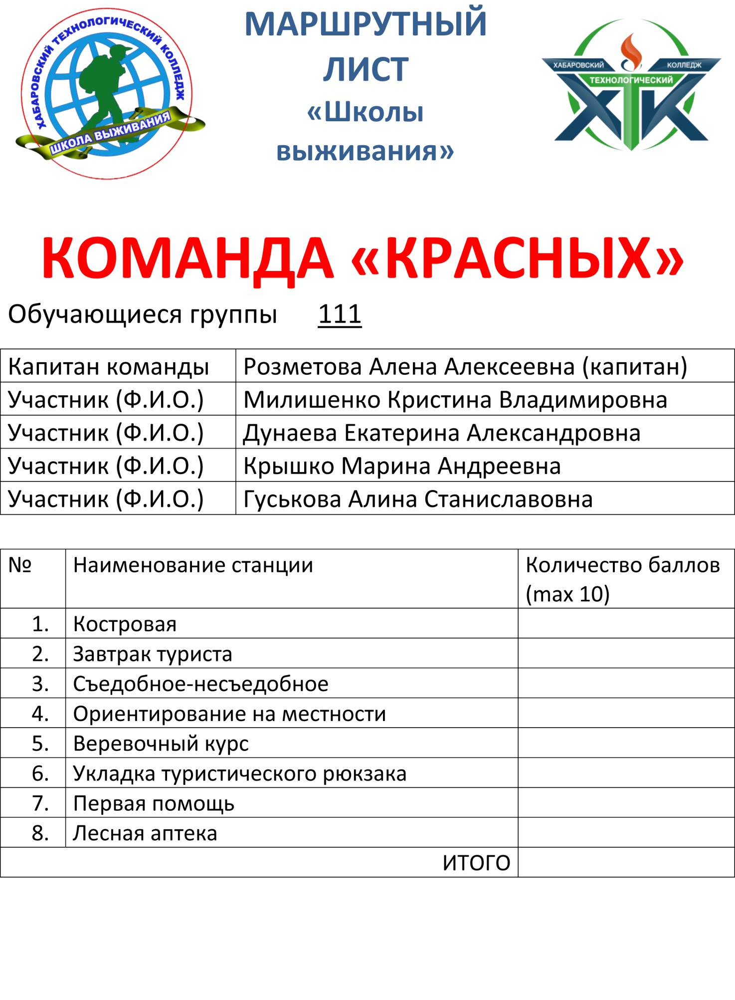 ХАБАРОВСКИЙ ТЕХНОЛОГИЧЕСКИЙ КОЛЛЕДЖ
ШКОЛА ВЫЖИВАНИЯ
МАРШРУТНЫЙ
ЛИСТ
«Школы
выживания»
ХАБАРОВСКИЙ КОЛЛЕДЖ
ТЕХНОЛОГИЧЕСКИЙ
ХТК
КОМАНДА «КРАСНЫХ»
Обучающиеся группы 111
Капитан команды Розметова Алена Алексеевна (капитан)
Участник (Ф.И.О.) Милишенко Кристина Владимировна
Участник (Ф.И.О.) Дунаева Екатерина Александровна
Участник (Ф.И.О.) Крышко Марина Андреевна
Участник (Ф.И.О.) Гуськова Алина Станиславовна
№ Наименование станции Количество баллов
(max 10)
1. Костровая
2. Завтрак туриста
3. Съедобное-несъедобное
4. Ориентирование на местности
5. Веревочный курс
6. Укладка туристического рюкзака
7. Первая помощь
8. Лесная аптека
ИТОГО